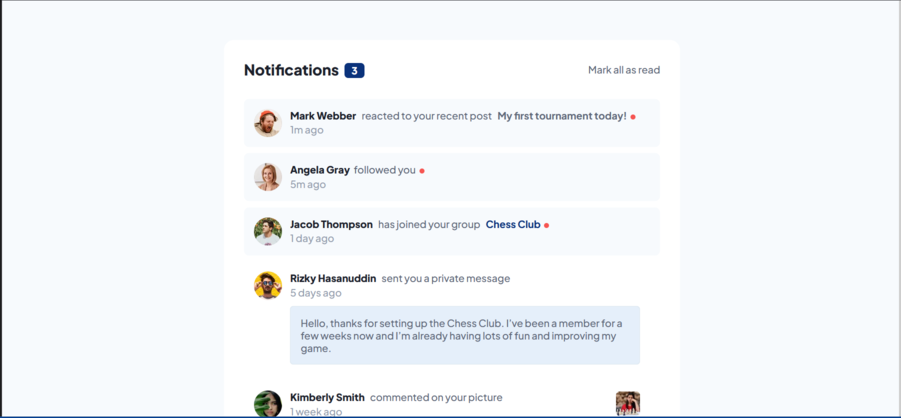 Notifications 3
Mark all as read
Mark Webber reacted to your recent post My first tournament today!
1m ago
Angela Gray followed you
5m ago
Jacob Thompson has joined your group Chess Club
1 day ago
Rizky Hasanuddin sent you a private message
5 days ago
Hello, thanks for setting up the Chess Club. I've been a member for a
few weeks now and I'm already having lots of fun and improving my
game.
Kimberly Smith commented on your picture
1 week ago